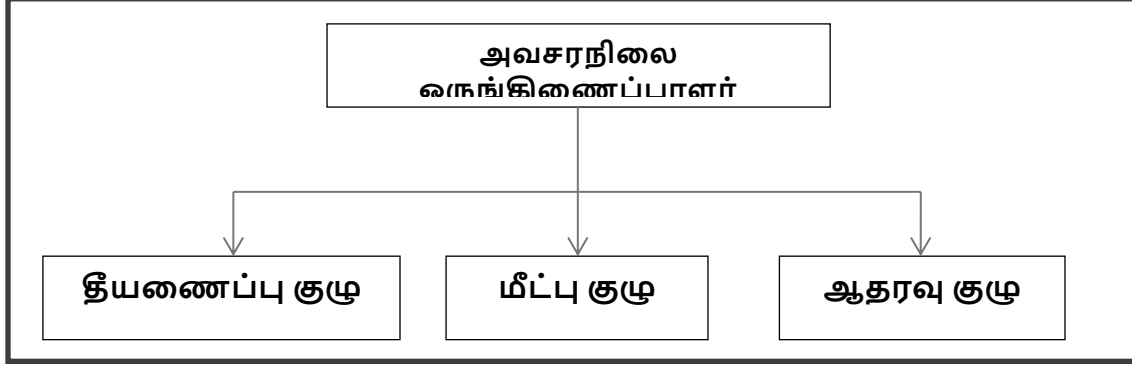 அவசரநிலை
ஒருங்கிணைப்பாளர்
தீயணைப்பு குழு
மீட்பு குழு
ஆதரவு குழு